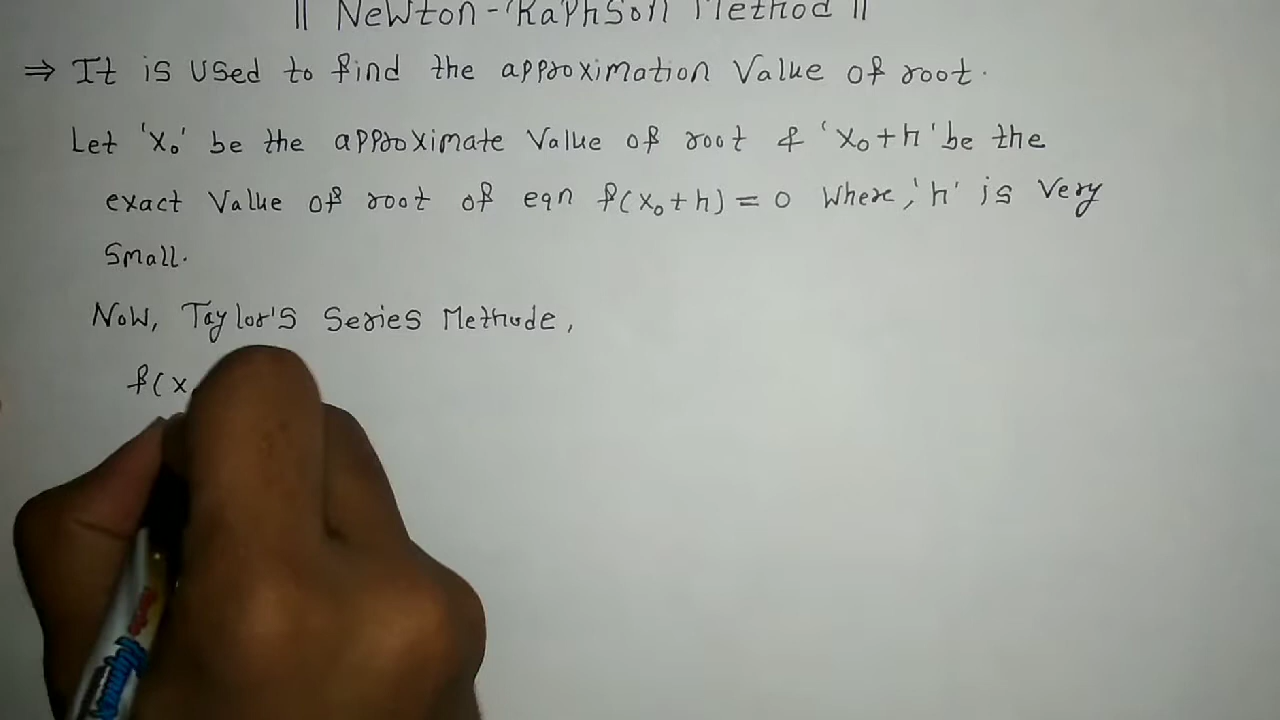 || Newton-Raphson Method ||
⇒ It is used to find the approximation Value of root.
Let 'x₀' be the approximate Value of root & 'x₀+h' be the
exact Value of root of eqn f(x₀+h) = 0 Where, 'h' is Very
Small.
Now, Taylor's Series Methode,
f(x